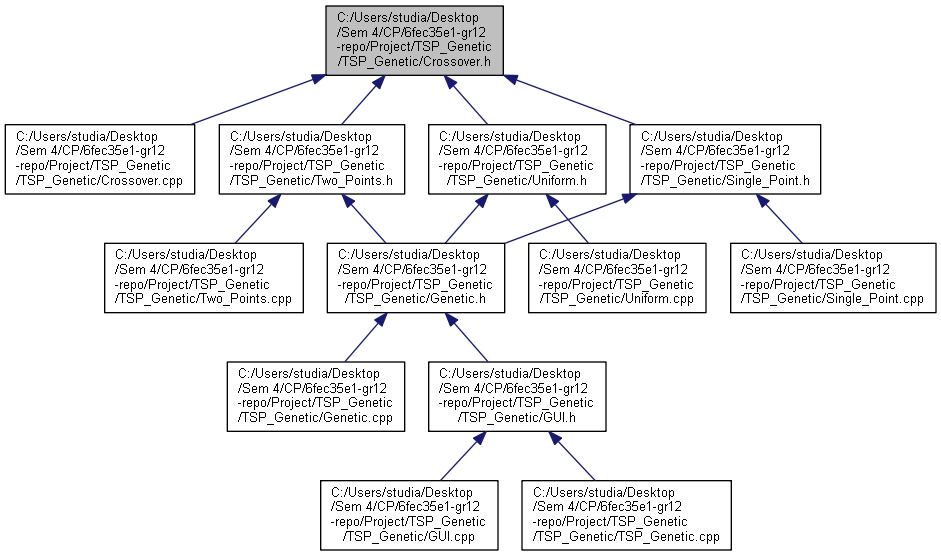 C:/Users/studia/Desktop
/Sem 4/CP/6fec35e1-gr12
-repo/Project/TSP_Genetic
/TSP_Genetic/Crossover.h
C:/Users/studia/Desktop
/Sem 4/CP/6fec35e1-gr12
-repo/Project/TSP_Genetic
/TSP_Genetic/Crossover.cpp
C:/Users/studia/Desktop
/Sem 4/CP/6fec35e1-gr12
-repo/Project/TSP_Genetic
/TSP_Genetic/Two_Points.h
C:/Users/studia/Desktop
/Sem 4/CP/6fec35e1-gr12
-repo/Project/TSP_Genetic
/TSP_Genetic/Uniform.h
C:/Users/studia/Desktop
/Sem 4/CP/6fec35e1-gr12
-repo/Project/TSP_Genetic
/TSP_Genetic/Single_Point.h
C:/Users/studia/Desktop
/Sem 4/CP/6fec35e1-gr12
-repo/Project/TSP_Genetic
/TSP_Genetic/Two_Points.cpp
C:/Users/studia/Desktop
/Sem 4/CP/6fec35e1-gr12
-repo/Project/TSP_Genetic
/TSP_Genetic/Genetic.h
C:/Users/studia/Desktop
/Sem 4/CP/6fec35e1-gr12
-repo/Project/TSP_Genetic
/TSP_Genetic/Uniform.cpp
C:/Users/studia/Desktop
/Sem 4/CP/6fec35e1-gr12
-repo/Project/TSP_Genetic
/TSP_Genetic/Single_Point.cpp
C:/Users/studia/Desktop
/Sem 4/CP/6fec35e1-gr12
-repo/Project/TSP_Genetic
/TSP_Genetic/Genetic.cpp
C:/Users/studia/Desktop
/Sem 4/CP/6fec35e1-gr12
-repo/Project/TSP_Genetic
/TSP_Genetic/GUI.h
C:/Users/studia/Desktop
/Sem 4/CP/6fec35e1-gr12
-repo/Project/TSP_Genetic
/TSP_Genetic/GUI.cpp
C:/Users/studia/Desktop
/Sem 4/CP/6fec35e1-gr12
-repo/Project/TSP_Genetic
/TSP_Genetic/TSP_Genetic.cpp